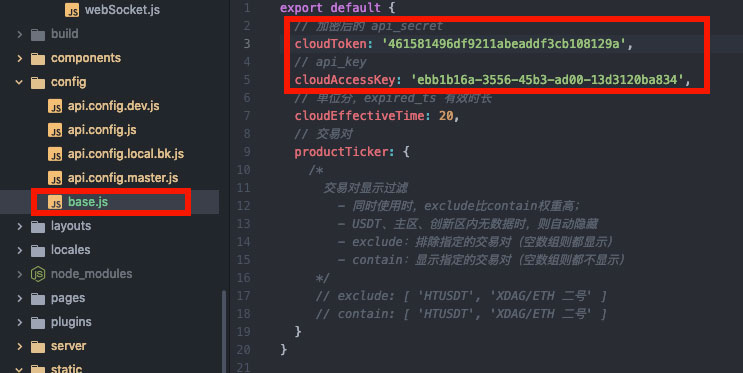 webSocket.js
build
components
config
api.config.dev.js
api.config.js
api.config.local.bk.js
api.config.master.js
base.js
layouts
locales
node_modules
pages
plugins
server
static
1 export default {
2 // 加密后的 api_secret
3 cloudToken: '461581496df9211abeaddf3cb108129a',
4 // api_key
5 cloudAccessKey: 'ebb1b16a-3556-45b3-ad00-13d3120ba834',
6 // 单位分，expired_ts 有效时长
7 cloudEffectiveTime: 20,
8 // 交易对
9 productTicker: {
10 /*
11 交易对显示过滤
12 - 同时使用时，exclude比contain权重高；
13 - USDT、主区、创新区内无数据时，则自动隐藏
14 - exclude：排除指定的交易对（空数组则都显示）
15 - contain：显示指定的交易对（空数组则都不显示）
16 */
17 // exclude: [ 'HTUSDT', 'XDAG/ETH 二号' ]
18 // contain: [ 'HTUSDT', 'XDAG/ETH 二号' ]
19 }
20 }
21